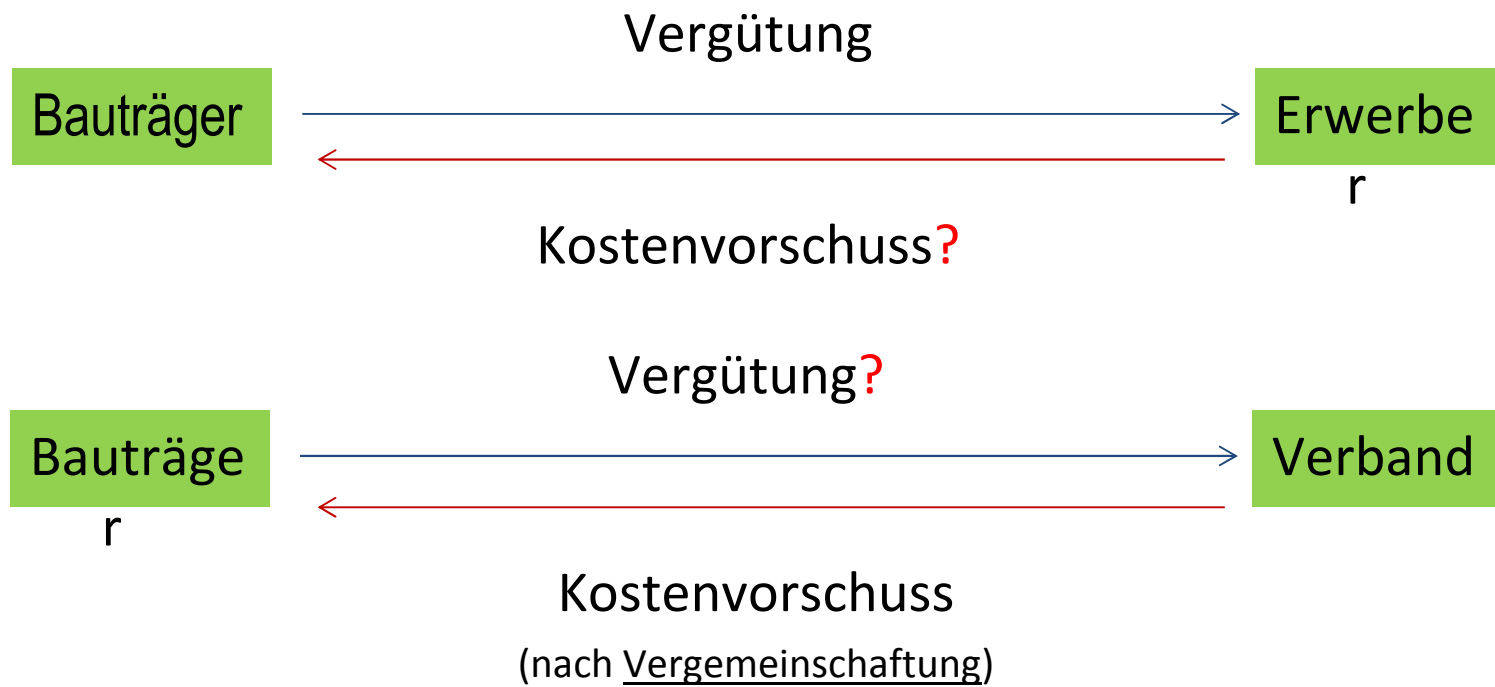 Vergütung
Bauträger
Erwerbe
r
Kostenvorschuss?
Vergütung?
Bauträge
r
Verband
Kostenvorschuss
(nach Vergemeinschaftung)